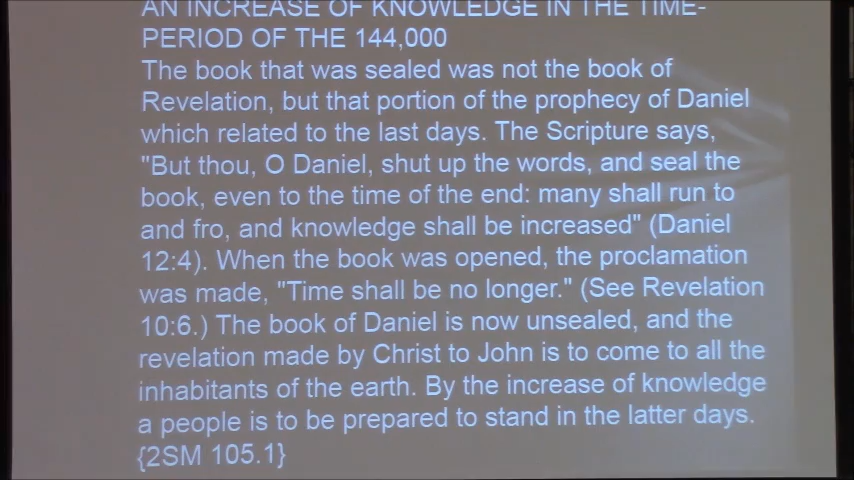 AN INCREASE OF KNOWLEDGE IN THE TIME-
PERIOD OF THE 144,000
The book that was sealed was not the book of
Revelation, but that portion of the prophecy of Daniel
which related to the last days. The Scripture says,
"But thou, O Daniel, shut up the words, and seal the
book, even to the time of the end: many shall run to
and fro, and knowledge shall be increased" (Daniel
12:4). When the book was opened, the proclamation
was made, "Time shall be no longer." (See Revelation
10:6.) The book of Daniel is now unsealed, and the
revelation made by Christ to John is to come to all the
inhabitants of the earth. By the increase of knowledge
a people is to be prepared to stand in the latter days.
{2SM 105.1}